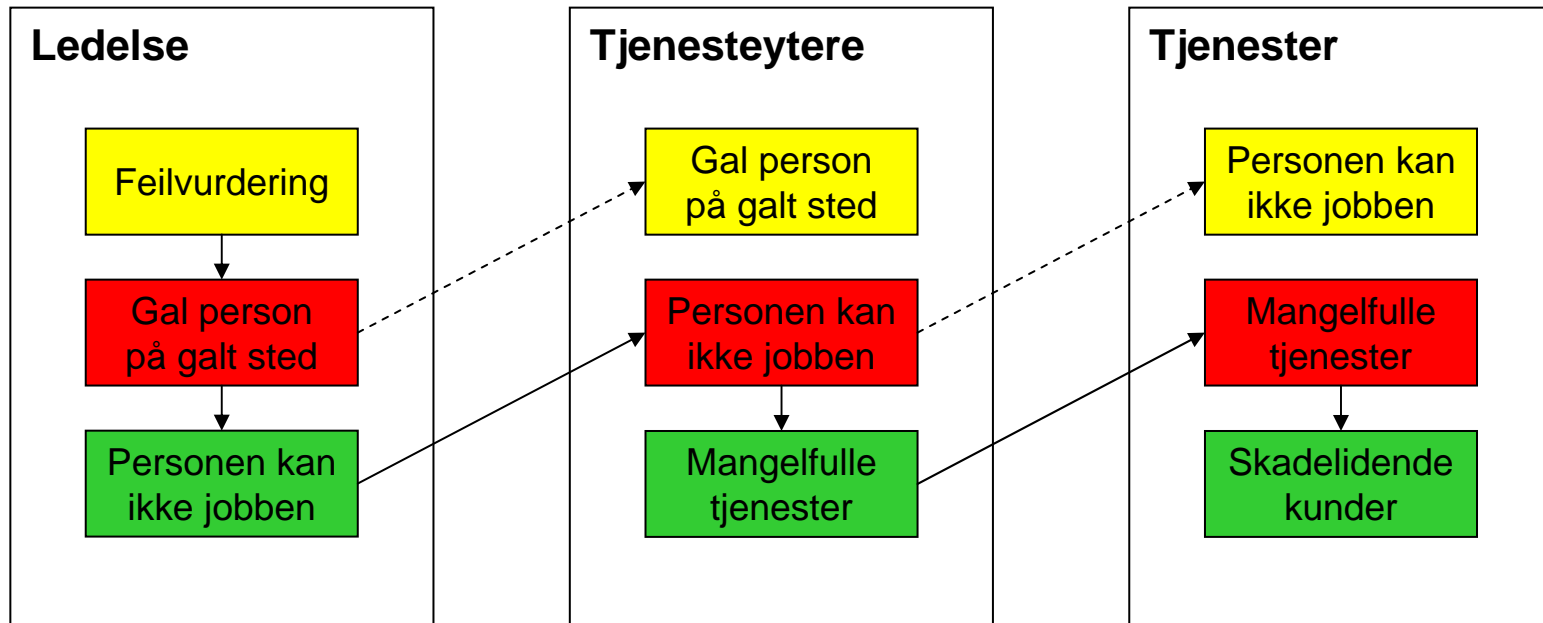 Ledelse
Feilvurdering
Gal person
på galt sted
Personen kan
ikke jobben
Tjenesteytere
Gal person
på galt sted
Personen kan
ikke jobben
Mangelfulle
tjenester
Tjenester
Personen kan
ikke jobben
Mangelfulle
tjenester
Skadelidende
kunder